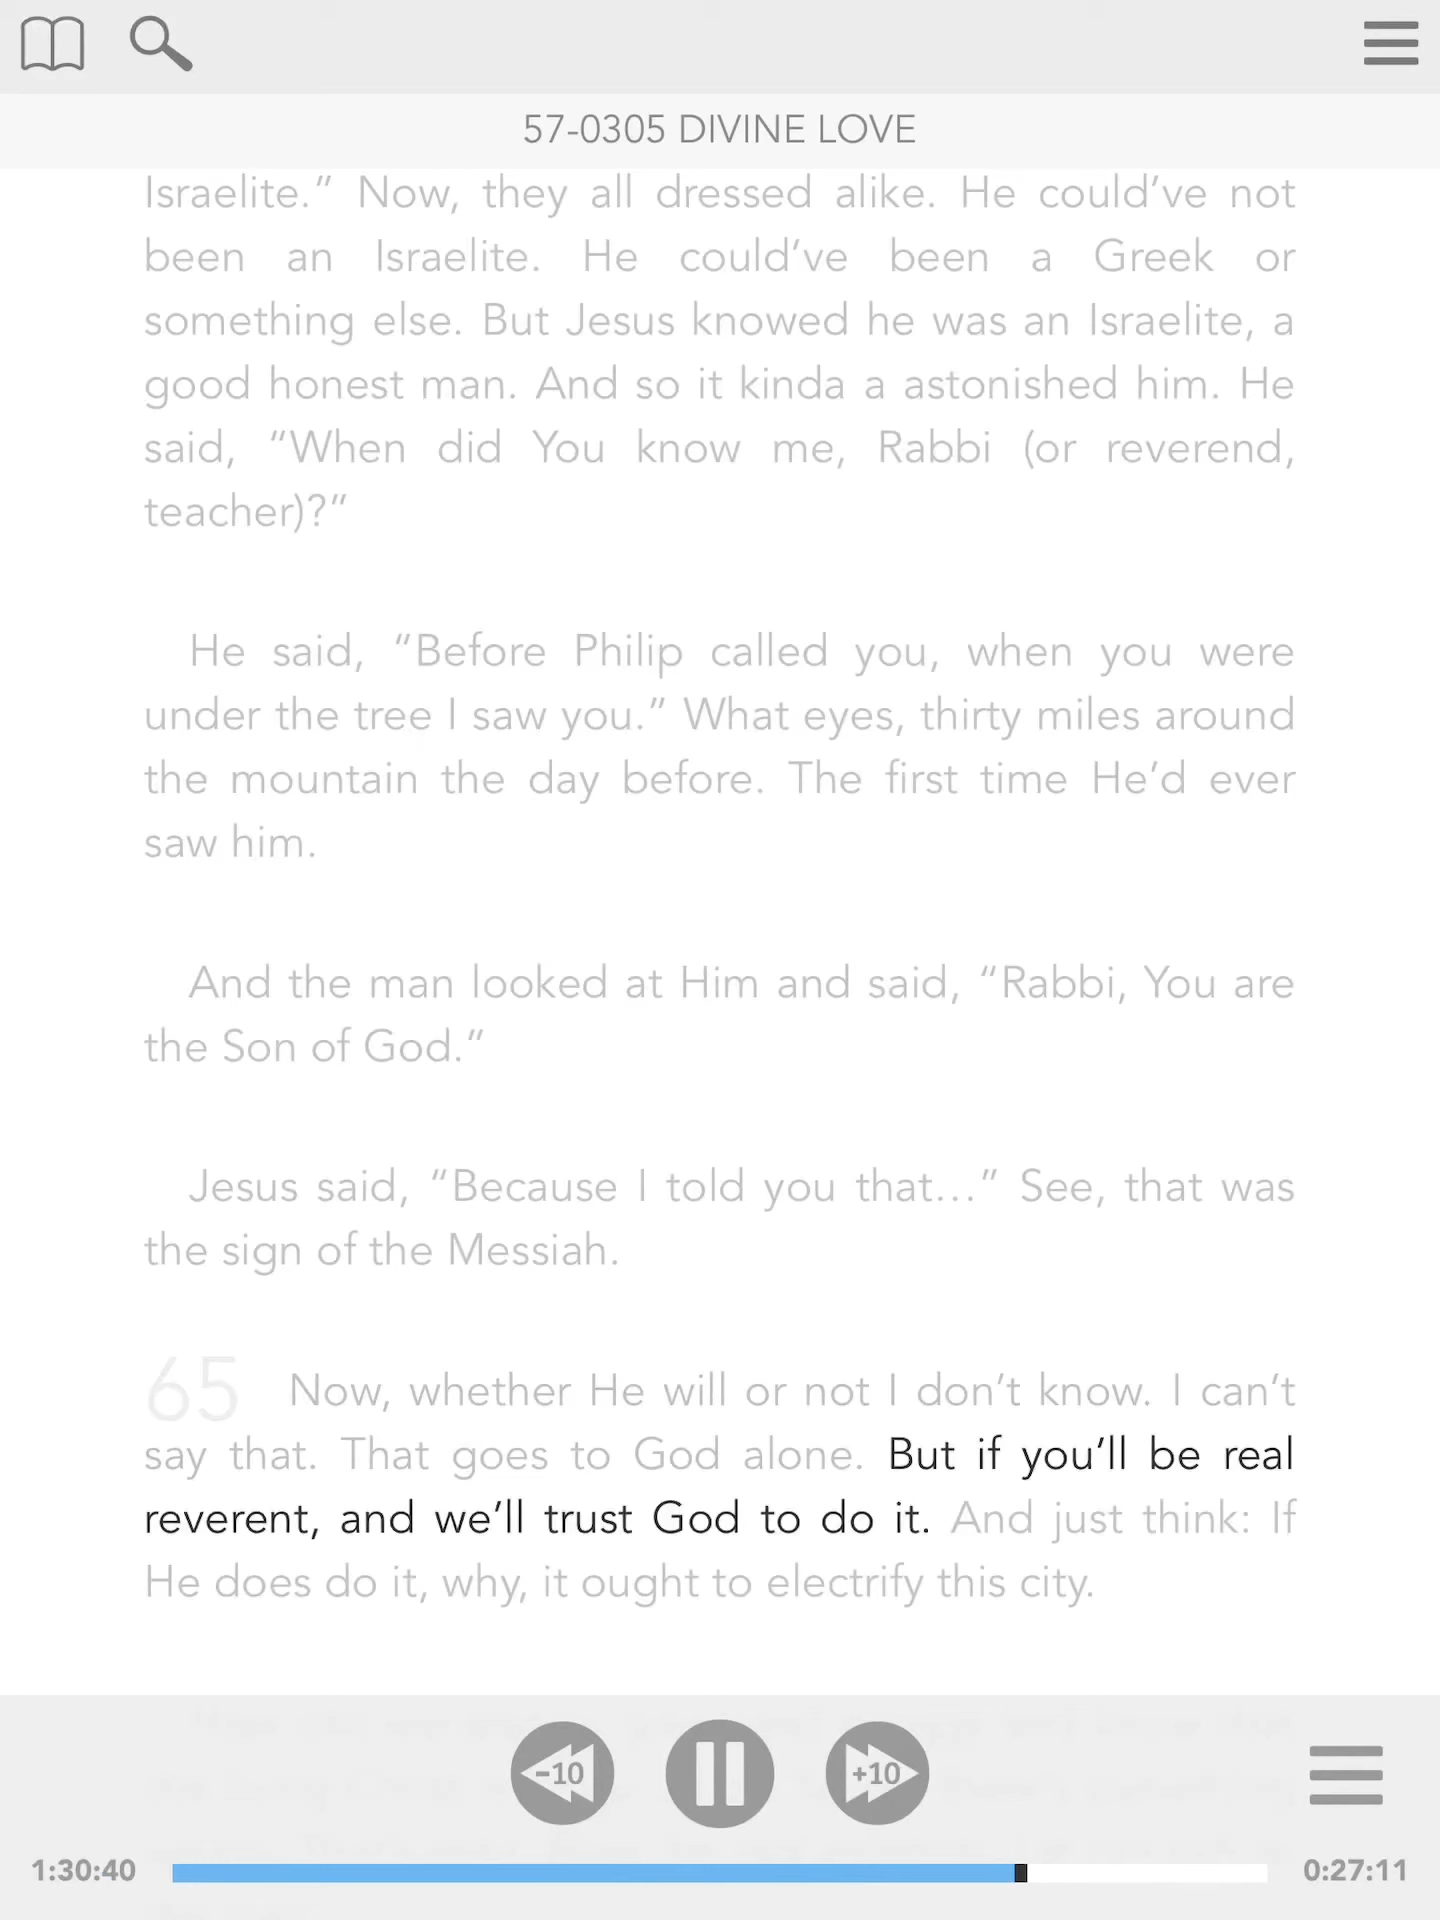 57-0305 DIVINE LOVE
Israelite.” Now, they all dressed alike. He could’ve not
been an Israelite. He could’ve been a Greek or
something else. But Jesus knowed he was an Israelite, a
good honest man. And so it kinda a astonished him. He
said, “When did You know me, Rabbi (or reverend,
teacher)?”
He said, “Before Philip called you, when you were
under the tree I saw you.” What eyes, thirty miles around
the mountain the day before. The first time He’d ever
saw him.
And the man looked at Him and said, “Rabbi, You are
the Son of God.”
Jesus said, “Because I told you that…” See, that was
the sign of the Messiah.
65 Now, whether He will or not I don’t know. I can’t
say that. That goes to God alone. But if you’ll be real
reverent, and we’ll trust God to do it. And just think: If
He does do it, why, it ought to electrify this city.
-10 +10
1:30:40 0:27:11